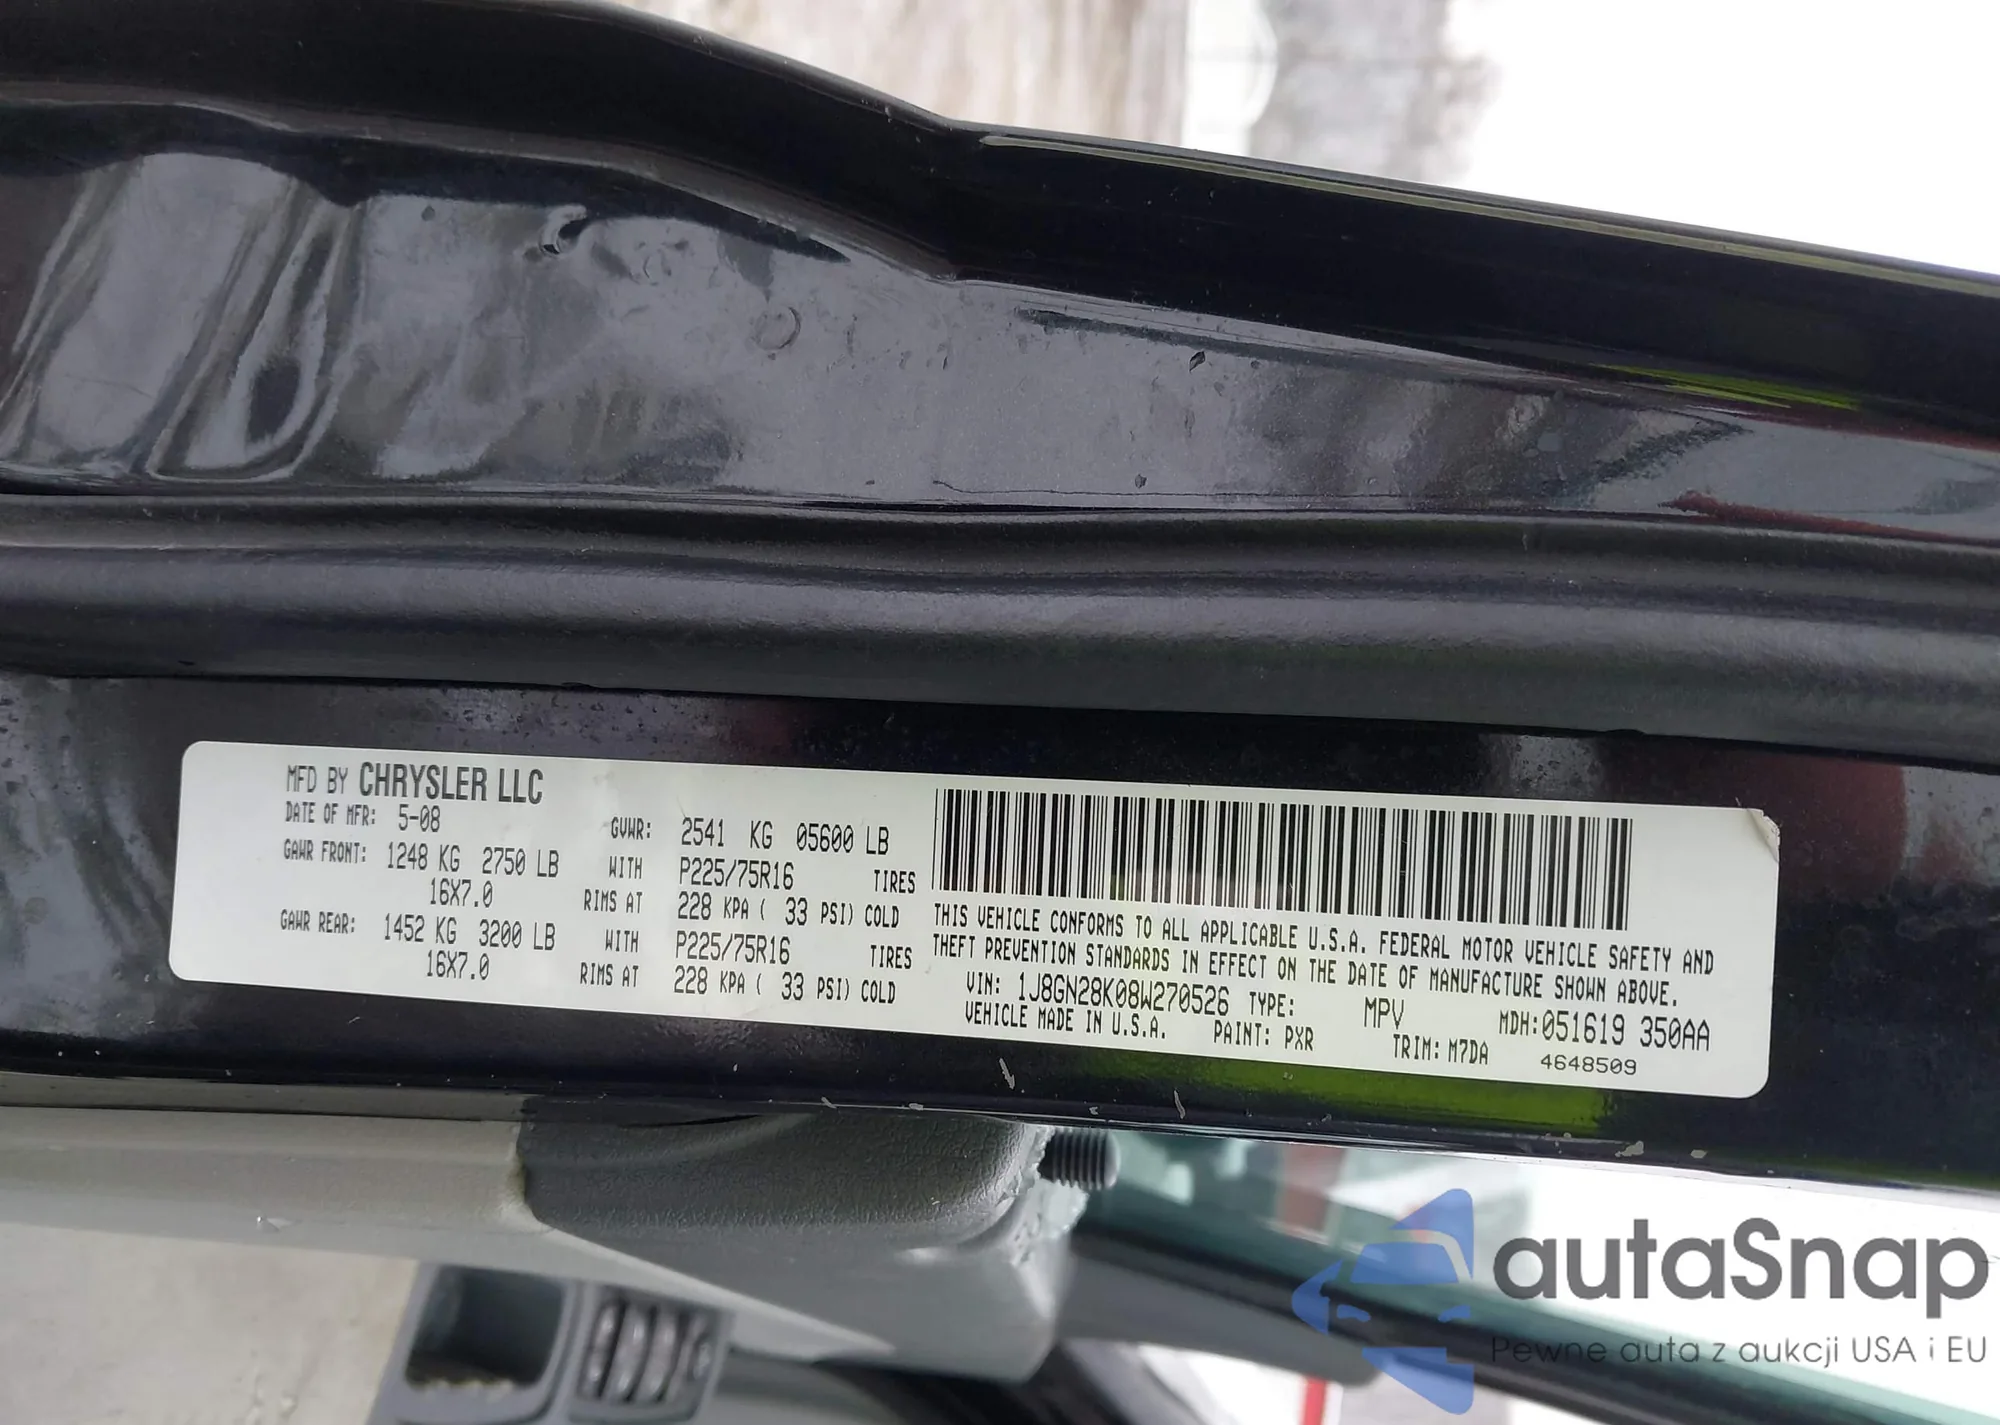 MFD BY CHRYSLER LLC
DATE OF MFR: 5-08 GVWR: 2541 KG 05600 LB
GAWR FRONT: 1248 KG 2750 LB WITH P225/75R16 TIRES
16X7.0 RIMS AT 228 KPA ( 33 PSI) COLD
GAWR REAR: 1452 KG 3200 LB WITH P225/75R16 TIRES
16X7.0 RIMS AT 228 KPA ( 33 PSI) COLD
THIS VEHICLE CONFORMS TO ALL APPLICABLE U.S.A. FEDERAL MOTOR VEHICLE SAFETY AND
THEFT PREVENTION STANDARDS IN EFFECT ON THE DATE OF MANUFACTURE SHOWN ABOVE.
VIN: 1J8GN28K08W270526 TYPE: MPV MDH:051619 350AA
VEHICLE MADE IN U.S.A. PAINT: PXR TRIM: M7DA 4648509
autaSnap
Pewne auta z aukcji USA i EU